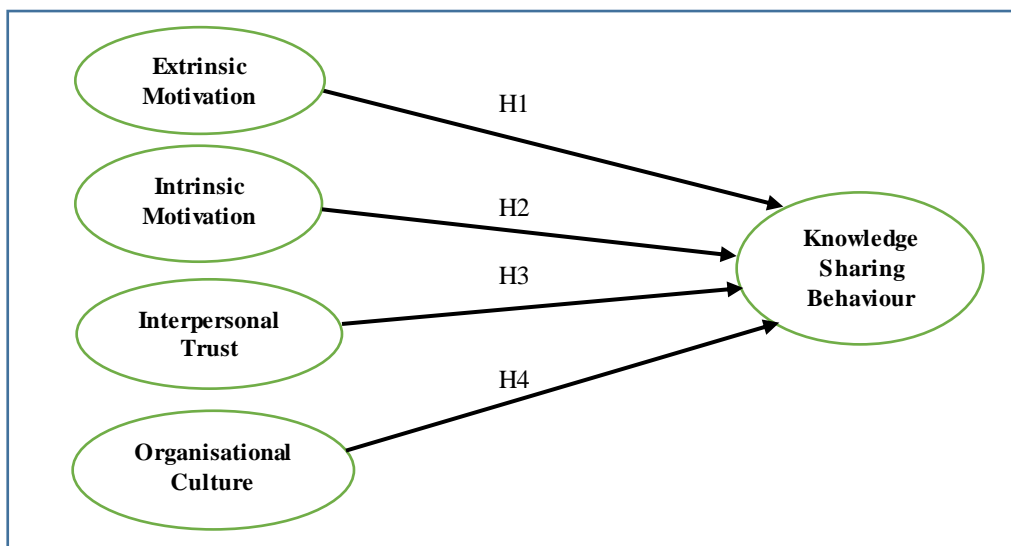 Extrinsic
Motivation
H1
Intrinsic
Motivation
H2
Knowledge
Sharing
Behaviour
H3
Interpersonal
Trust
H4
Organisational
Culture